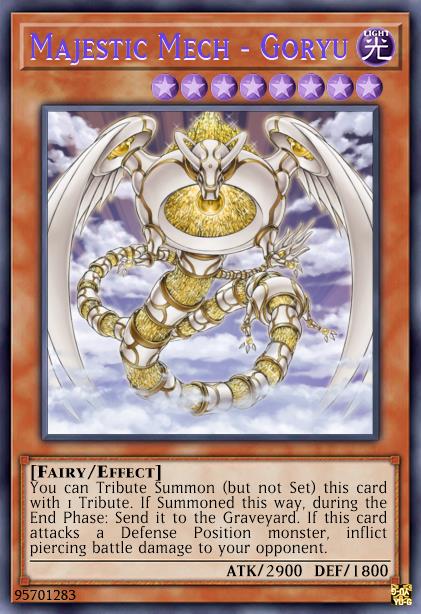 Majestic Mech - Goryu
LIGHT
光
[Fairy/Effect]
You can Tribute Summon (but not Set) this card
with 1 Tribute. If Summoned this way, during the
End Phase: Send it to the Graveyard. If this card
attacks a Defense Position monster, inflict
piercing battle damage to your opponent.
ATK/2900 DEF/1800
95701283